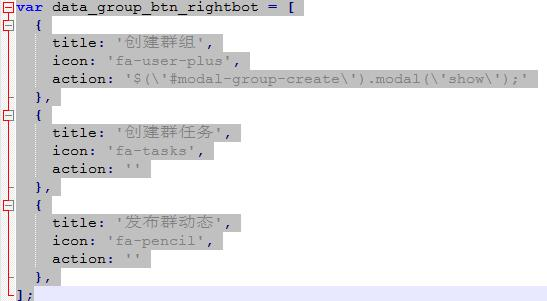 var data_group_btn_rightbot = [
  {
    title: '创建群组',
    icon: 'fa-user-plus',
    action: '$(\'#modal-group-create\').modal(\'show\');'
  },
  {
    title: '创建群任务',
    icon: 'fa-tasks',
    action: ''
  },
  {
    title: '发布群动态',
    icon: 'fa-pencil',
    action: ''
  },
];